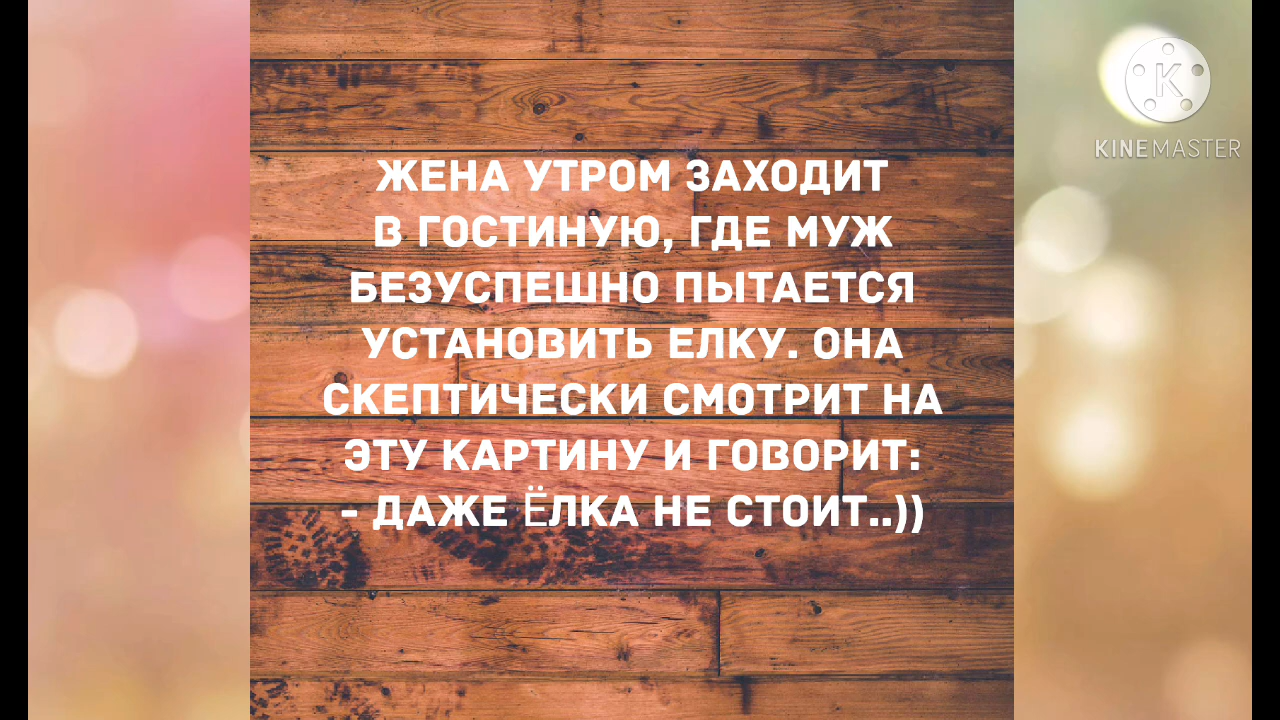 ЖЕНА УТРОМ ЗАХОДИТ
В ГОСТИНУЮ, ГДЕ МУЖ
БЕЗУСПЕШНО ПЫТАЕТСЯ
УСТАНОВИТЬ ЕЛКУ. ОНА
СКЕПТИЧЕСКИ СМОТРИТ НА
ЭТУ КАРТИНУ И ГОВОРИТ:
- ДАЖЕ ЁЛКА НЕ СТОИТ..))
K
KINEMASTER